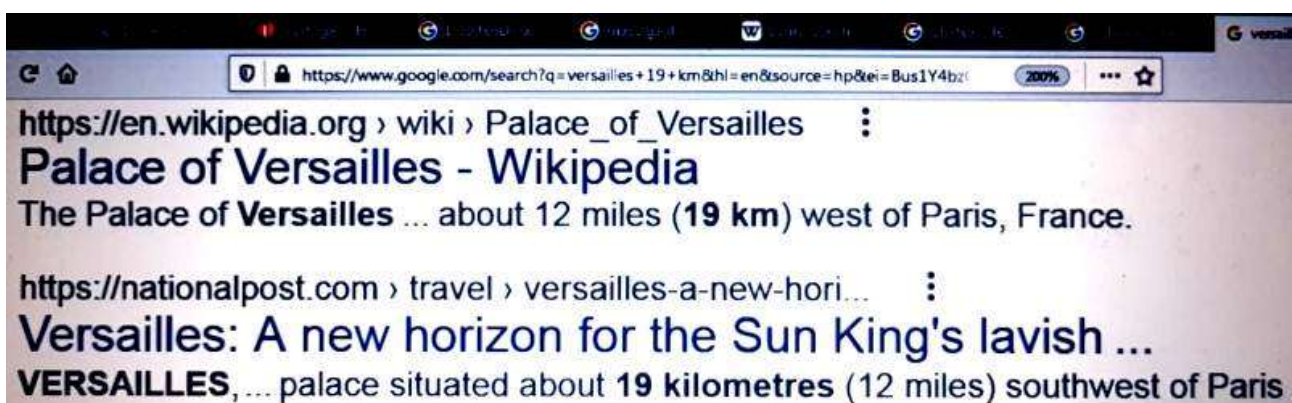 G versail
https://www.google.com/search?q=versailles+19+km&hl=en&source=hp&ei=Bus1Y4bz 200%
https://en.wikipedia.org › wiki › Palace_of_Versailles
Palace of Versailles - Wikipedia
The Palace of Versailles ... about 12 miles (19 km) west of Paris, France.
https://nationalpost.com › travel › versailles-a-new-hori...
Versailles: A new horizon for the Sun King's lavish ...
VERSAILLES, ... palace situated about 19 kilometres (12 miles) southwest of Paris